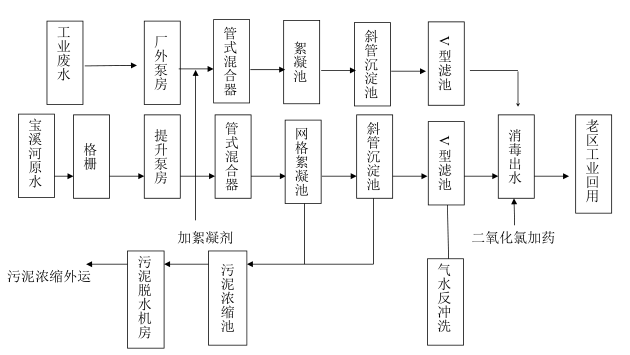 工业废水
厂外泵房
管式混合器
絮凝池
斜管沉淀池
V型滤池
宝溪河原水
格栅
提升泵房
管式混合器
网格絮凝池
斜管沉淀池
V型滤池
消毒出水
老区工业回用
加絮凝剂
二氧化氯加药
污泥浓缩外运
污泥脱水机房
污泥浓缩池
气水反冲洗